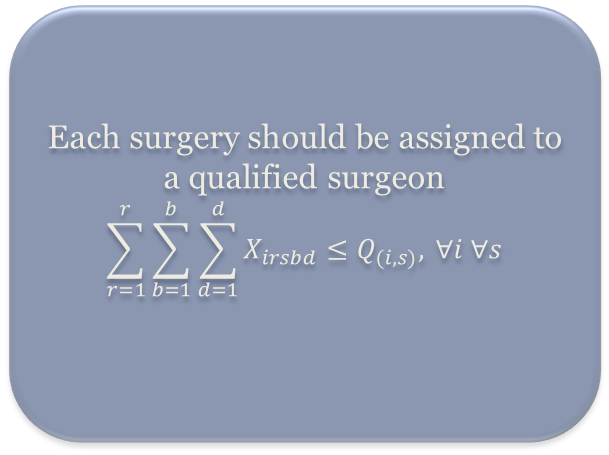 Each surgery should be assigned to
a qualified surgeon
∑_{r=1}^{r} ∑_{b=1}^{b} ∑_{d=1}^{d} X_{irsbd} ≤ Q_{(i,s)}, ∀i ∀s